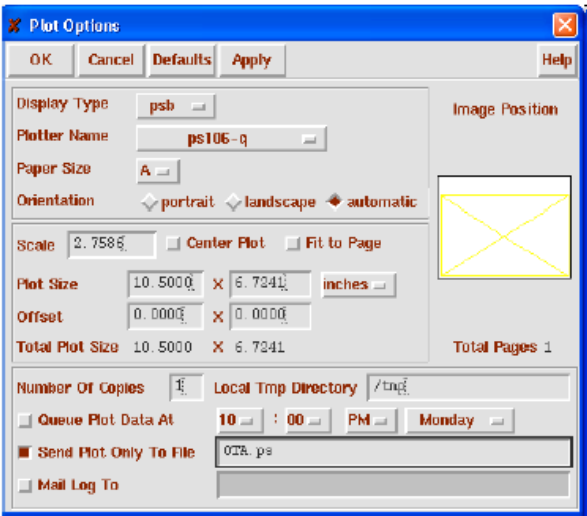 Plot Options
OK Cancel Defaults Apply Help
Display Type psb
Image Position
Plotter Name ps106-q
Paper Size A
Orientation portrait landscape automatic
Scale 2.7586 Center Plot Fit to Page
Plot Size 10.5000 X 6.7241 inches
Offset 0.0000 X 0.0000
Total Plot Size 10.5000 X 6.7241
Total Pages 1
Number Of Copies 1 Local Tmp Directory /tmp
Queue Plot Data At 10 : 00 PM Monday
Send Plot Only To File OTA.ps
Mail Log To